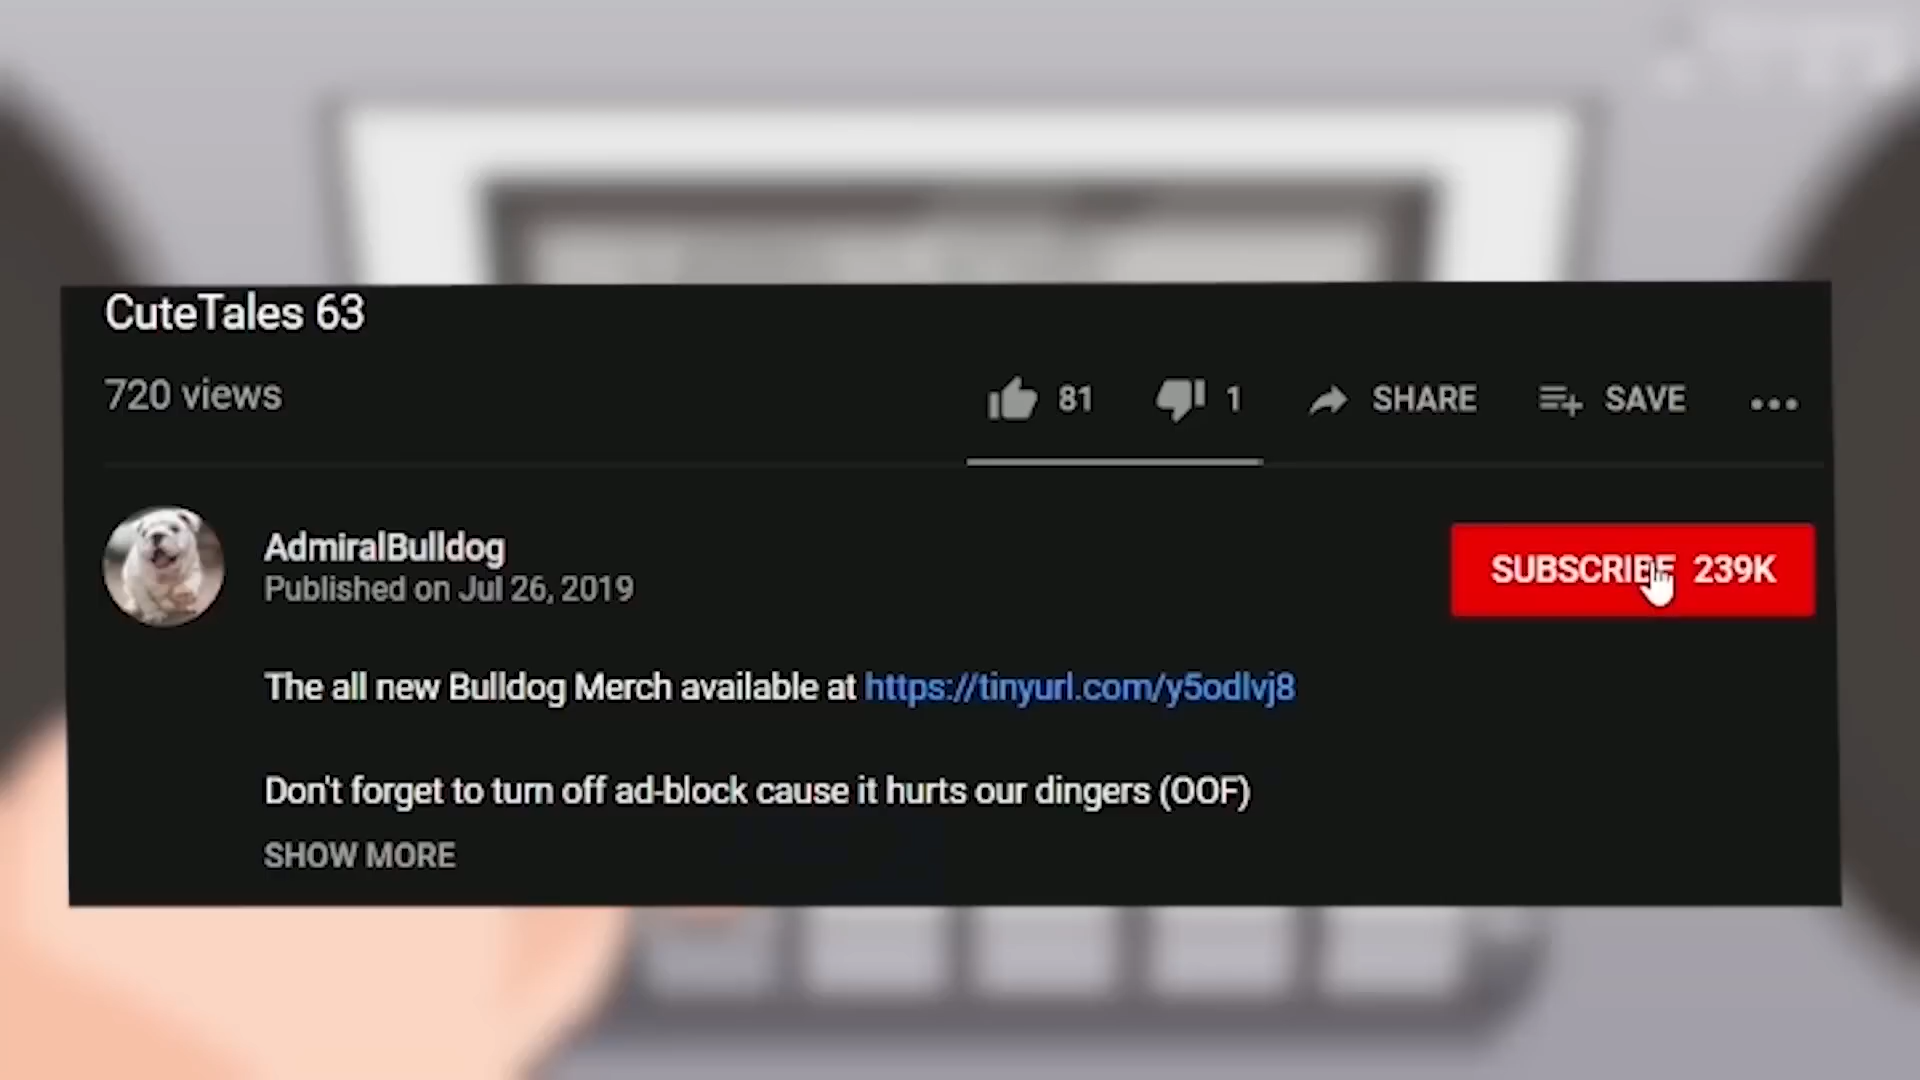 CuteTales 63
720 views
81 1 SHARE SAVE
AdmiralBulldog
Published on Jul 26, 2019
SUBSCRIBE 239K
The all new Bulldog Merch available at https://tinyurl.com/y5odlvj8
Don't forget to turn off ad-block cause it hurts our dingers (OOF)
SHOW MORE